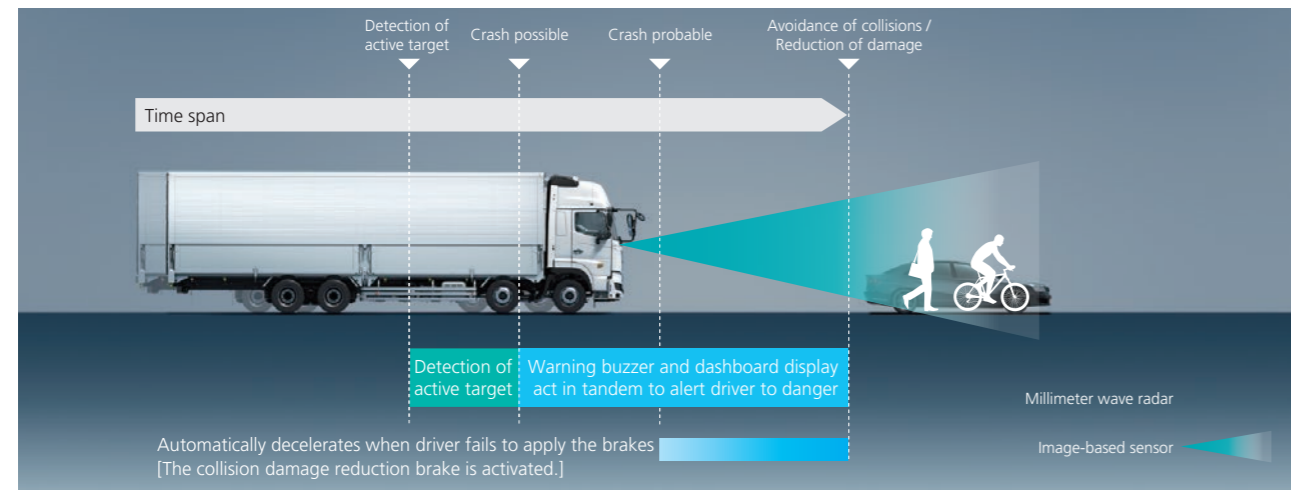 Detection of
active target
Crash possible
Crash probable
Avoidance of collisions /
Reduction of damage
Time span
Detection of
active target
Warning buzzer and dashboard display
act in tandem to alert driver to danger
Millimeter wave radar
Automatically decelerates when driver fails to apply the brakes
[The collision damage reduction brake is activated.]
Image-based sensor